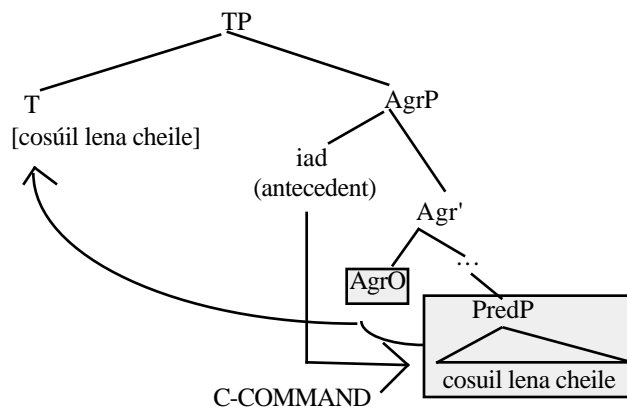 TP
T
AgrP
[cosúil lena cheile]
iad
(antecedent)
Agr'
...
AgrO
PredP
cosuil lena cheile
C-COMMAND